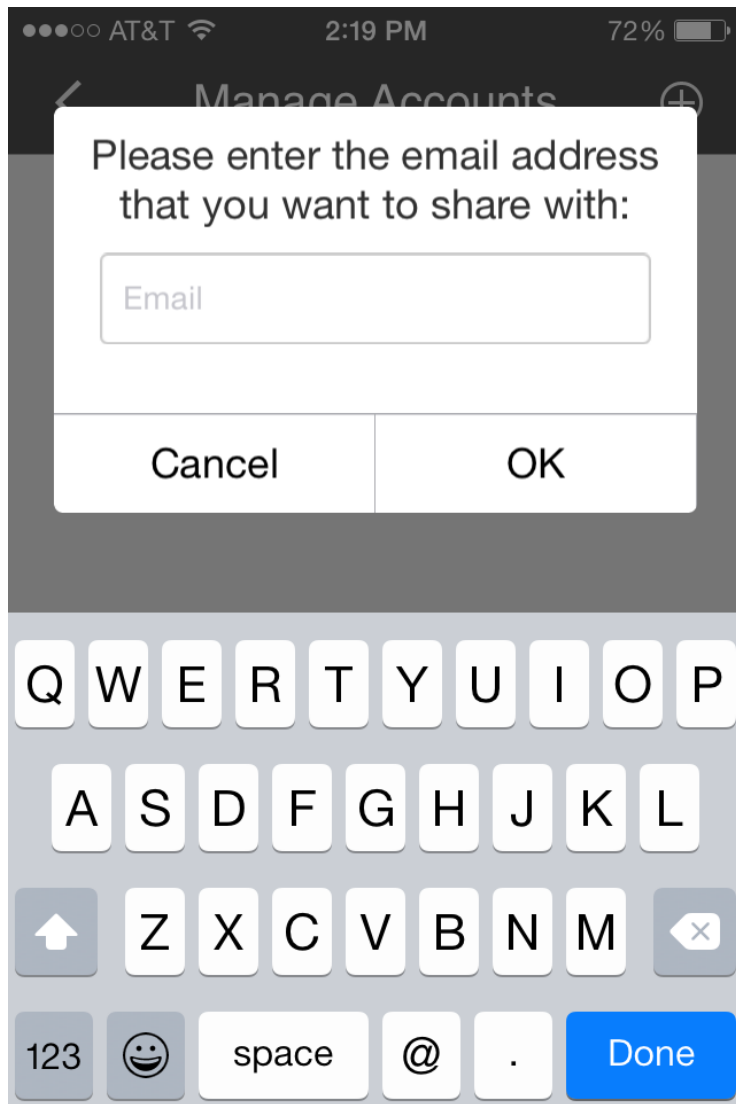 AT&T 2:19 PM 72%
Manage Accounts
Please enter the email address
that you want to share with:
Email
Cancel OK
Q W E R T Y U I O P
A S D F G H J K L
Z X C V B N M
123 space @ . Done